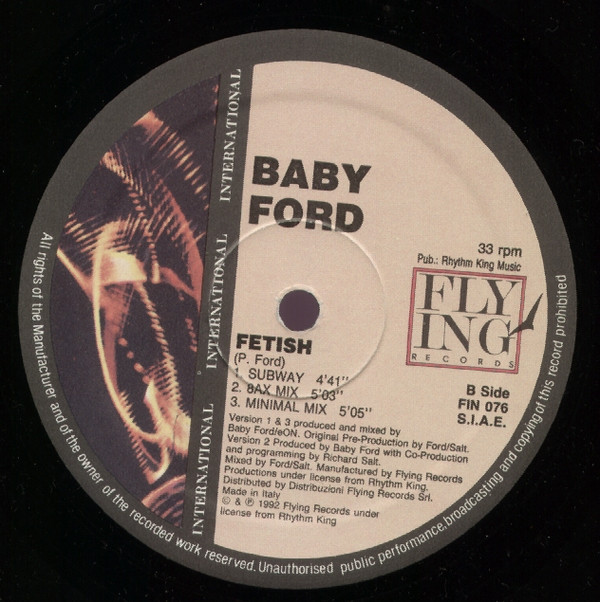 BABY
FORD
INTERNATIONAL
INTERNATIONAL
INTERNATIONAL
33 rpm
Pub.: Rhythm King Music
FLY
ING
RECORDS
B Side
FIN 076
S.I.A.E.
FETISH
(P. Ford)
1. SUBWAY 4'41''
2. 8AX MIX 5'03''
3. MINIMAL MIX 5'05''
Version 1 & 3 produced and mixed by
Baby Ford/eON. Original Pre-Production by Ford/Salt.
Version 2 Produced by Baby Ford with Co-Production
and programming by Richard Salt.
Mixed by Ford/Salt. Manufactured by Flying Records
Productions under license from Rhythm King.
Distributed by Distribuzioni Flying Records Srl.
Made in Italy
© & ℗ 1992 Flying Records under
license from Rhythm King
All rights of the Manufacturer and of the owner of the recorded work reserved. Unauthorised public performance, broadcasting and copying of this record prohibited